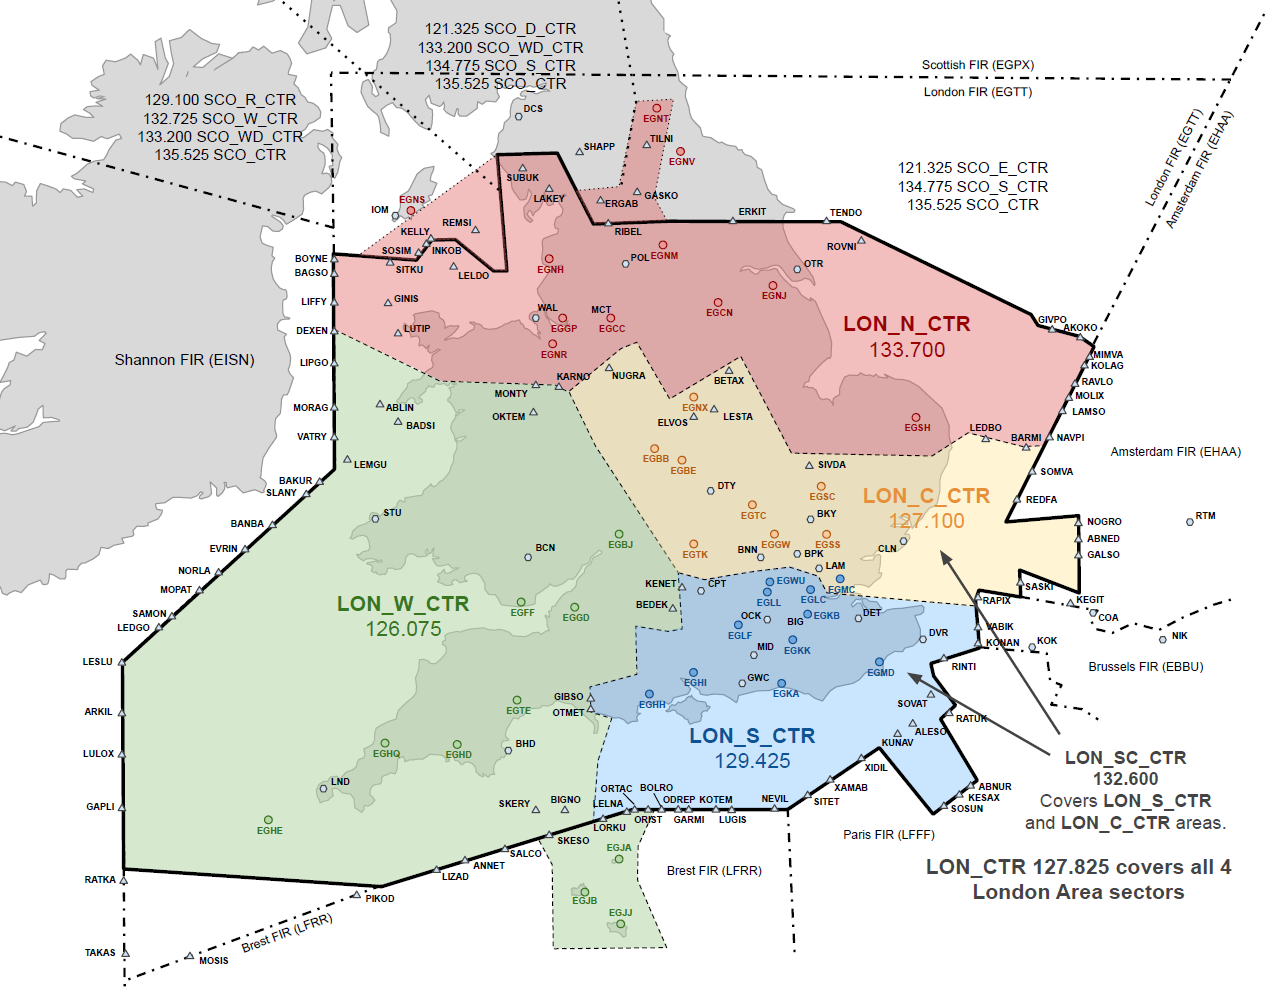 121.325 SCO_D_CTR
133.200 SCO_WD_CTR
134.775 SCO_S_CTR
135.525 SCO_CTR
129.100 SCO_R_CTR
132.725 SCO_W_CTR
133.200 SCO_WD_CTR
135.525 SCO_CTR
Scottish FIR (EGPX)
London FIR (EGTT)
London FIR (EGTT)
Amsterdam FIR (EHAA)
121.325 SCO_E_CTR
134.775 SCO_S_CTR
135.525 SCO_CTR
DCS
EGNT
TILNI
EGNV
SHAPP
SUBUK
LAKEY
ERGAB
GASKO
EGNS
IOM
REMSI
KELLY
SOSIM
INKOB
RIBEL
ERKIT
TENDO
ROVNI
BOYNE
BAGSO
SITKU
LELDO
EGNH
POL
EGNM
OTR
LIFFY
GINIS
EGNJ
EGCN
WAL
MCT
EGGP
EGCC
LUTIP
DEXEN
EGNR
LON_N_CTR
133.700
GIVPO
AKOKO
MIMVA
KOLAG
RAVLO
MOLIX
LAMSO
NAVPI
Shannon FIR (EISN)
LIPGO
KARNO
NUGRA
BETAX
MONTY
OKTEM
MORAG
ABLIN
BADSI
VATRY
LEMGU
EGNX
ELVOS
LESTA
EGSH
LEDBO
BARMI
Amsterdam FIR (EHAA)
SOMVA
REDFA
EGBB
EGBE
SIVDA
BAKUR
SLANY
DTY
EGSC
LON_C_CTR
127.100
STU
BANBA
EGTC
BKY
NOGRO
ABNED
GALSO
RTM
EVRIN
BCN
EGBJ
EGTK
EGGW
EGSS
BNN
BPK
CLN
NORLA
LAM
MOPAT
KENET
CPT
EGWU
EGLL
EGLC
EGMC
SASKI
RAPIX
KEGIT
COA
LON_W_CTR
126.075
EGFF
EGGD
BEDEK
OCK
BIG
EGKB
DET
SAMON
LEDGO
EGLF
EGKK
DVR
VABIK
KONAN
KOK
NIK
LESLU
MID
EGMD
RINTI
Brussels FIR (EBBU)
EGHI
GWC
EGKA
EGHH
GIBSO
OTMET
SOVAT
RATUK
ALESO
KUNAV
ARKIL
EGTE
LON_S_CTR
129.425
LULOX
EGHQ
EGHD
BHD
XIDIL
XAMAB
SITET
LND
ABNUR
KESAX
SOSUN
LON_SC_CTR
132.600
Covers LON_S_CTR
and LON_C_CTR areas.
GAPLI
EGHE
SKERY
BIGNO
LELNA
ORTAC
BOLRO
ODREP
KOTEM
NEVIL
LORKU
ORIST
GARMI
LUGIS
SKESO
Paris FIR (LFFF)
SALCO
ANNET
LIZAD
EGJA
Brest FIR (LFRR)
LON_CTR 127.825 covers all 4
London Area sectors
RATKA
PIKOD
EGJB
EGJJ
Brest FIR (LFRR)
TAKAS
MOSIS